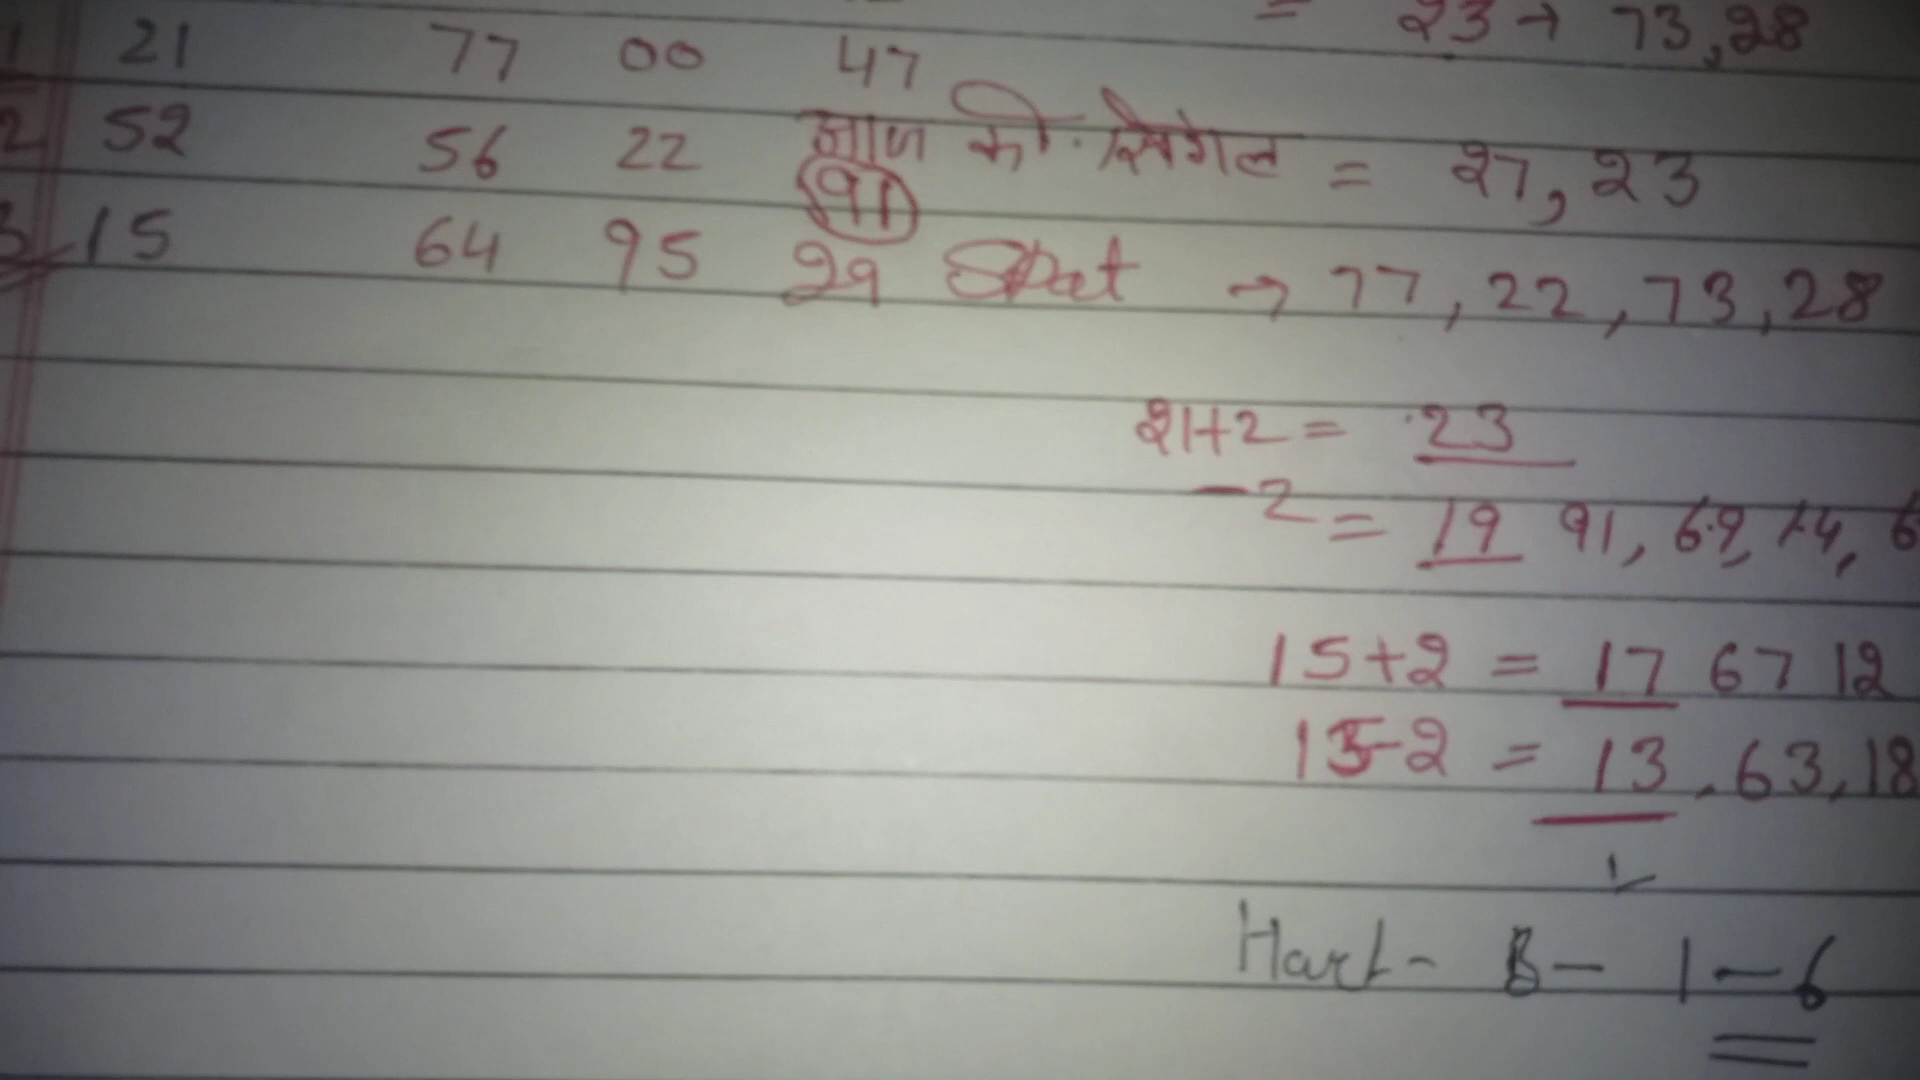 = 23 → 73,28
1 21 77 00 47
2 52 56 22 आज की सिंगल = 27, 23
91
3 15 64 95 29 → 77, 22, 73, 28
21+2 = 23
-2 = 19 91, 69, 14, 6
15+2 = 17 67 12
15-2 = 13, 63, 18
Hart - 8 - 1 - 6